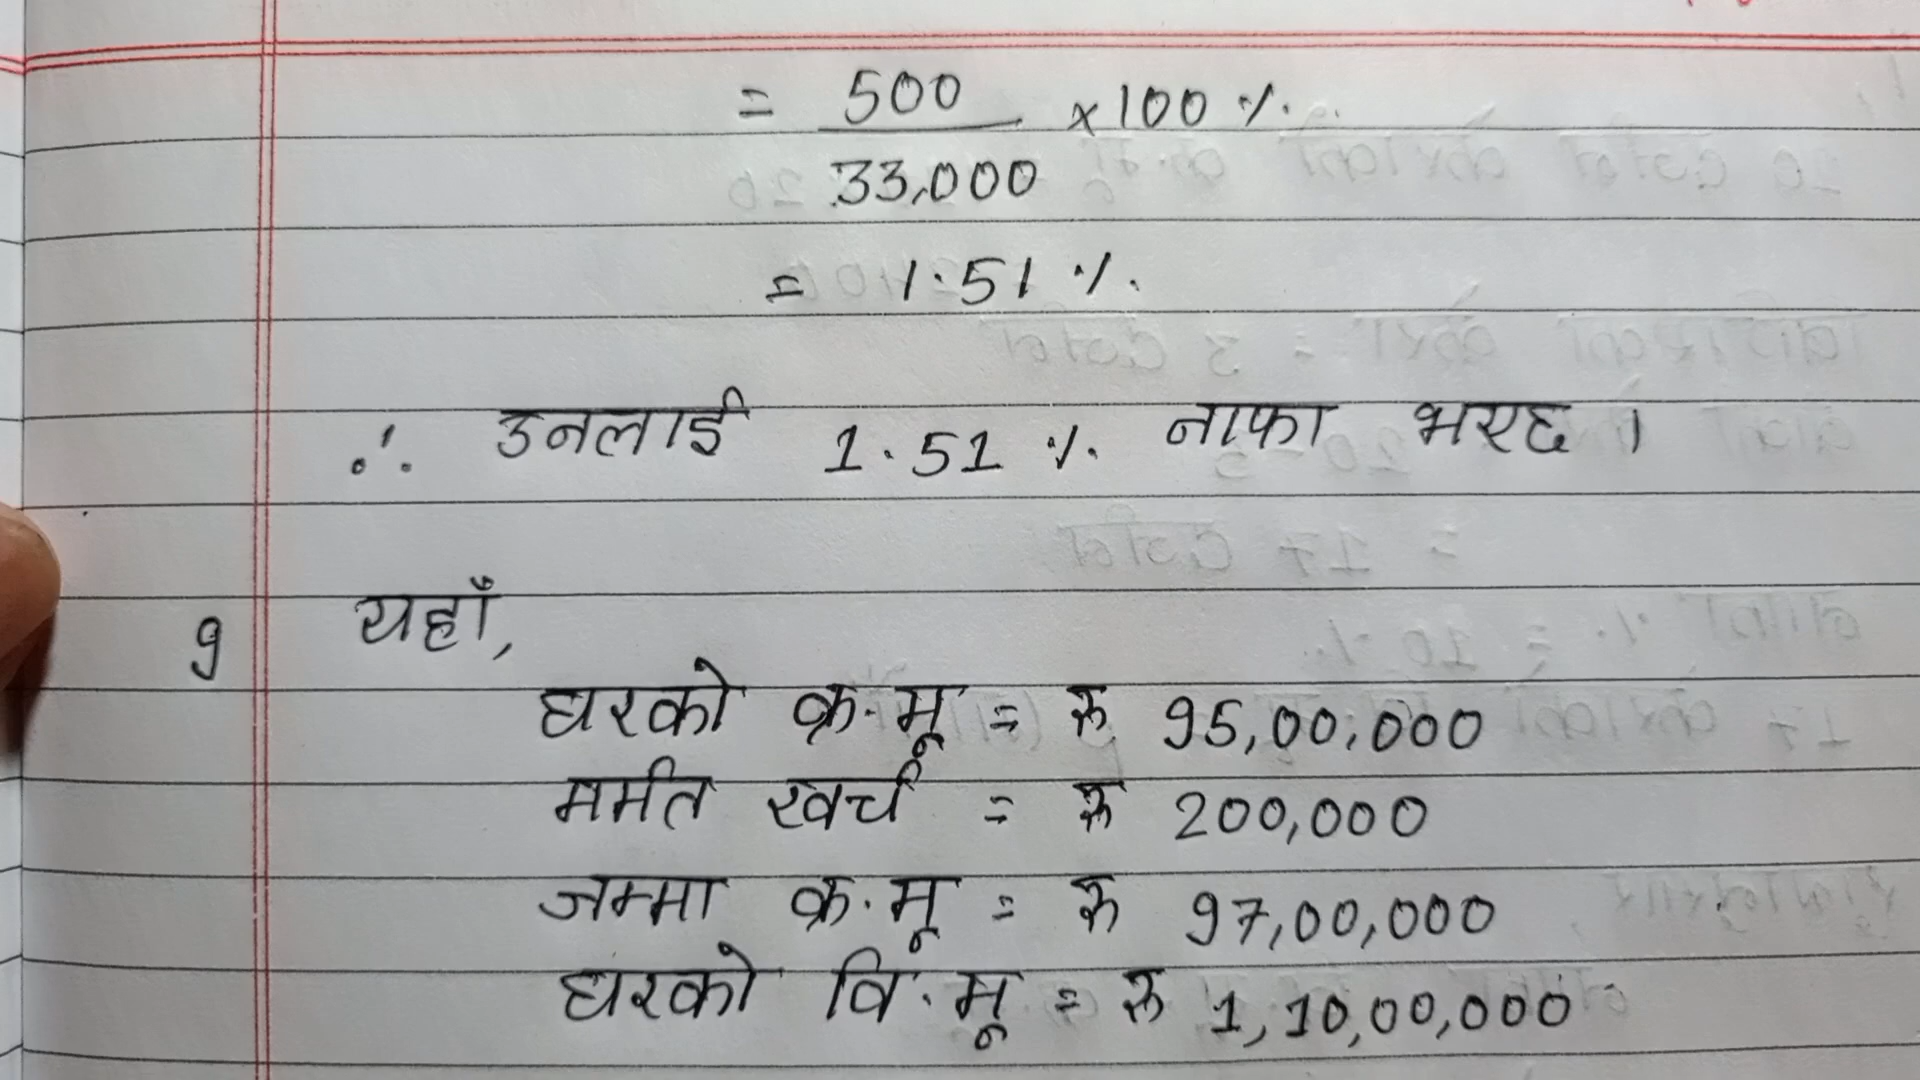 = 500 / 33,000 × 100 %
= 1.51 %
∴ उनलाई 1.51 % नाफा भएछ ।
9 यहाँ,
घरको क्र.मू = रु 95,00,000
मर्मत खर्च = रु 200,000
जम्मा क्र.मू = रु 97,00,000
घरको वि.मू = रु 1,10,00,000